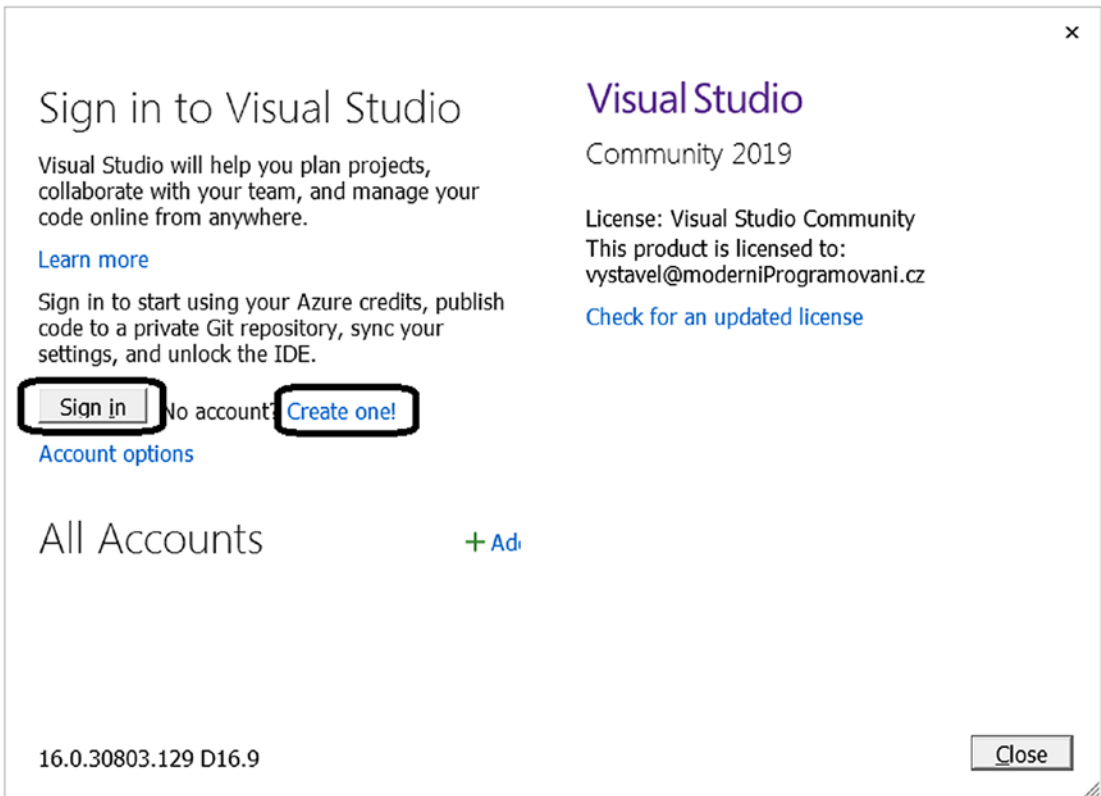 ×
Sign in to Visual Studio
Visual Studio will help you plan projects,
collaborate with your team, and manage your
code online from anywhere.
Learn more
Sign in to start using your Azure credits, publish
code to a private Git repository, sync your
settings, and unlock the IDE.
Sign in No account? Create one!
Account options
All Accounts + Ad
Visual Studio
Community 2019
License: Visual Studio Community
This product is licensed to:
vystavel@moderniProgramovani.cz
Check for an updated license
16.0.30803.129 D16.9
Close